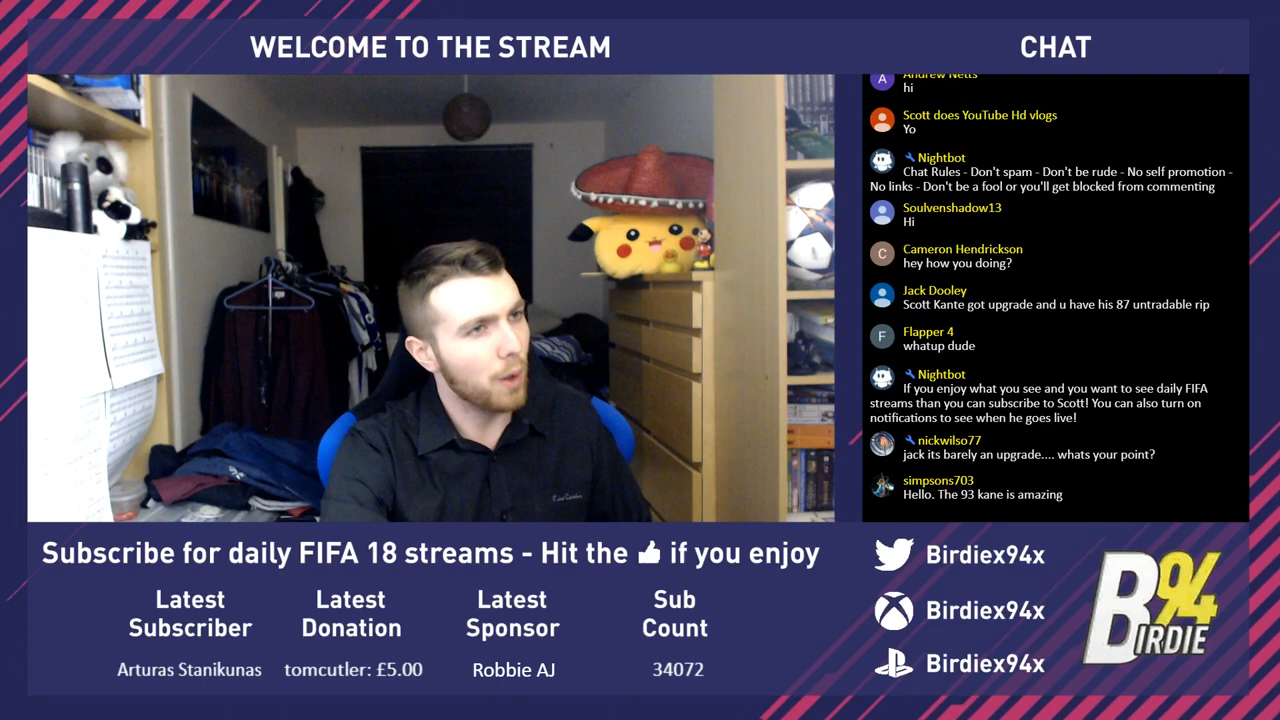 WELCOME TO THE STREAM
CHAT
Andrew Netts
hi
Scott does YouTube Hd vlogs
Yo
Nightbot
Chat Rules - Don't spam - Don't be rude - No self promotion -
No links - Don't be a fool or you'll get blocked from commenting
Soulvenshadow13
Hi
Cameron Hendrickson
hey how you doing?
Jack Dooley
Scott Kante got upgrade and u have his 87 untradable rip
Flapper 4
whatup dude
Nightbot
If you enjoy what you see and you want to see daily FIFA
streams than you can subscribe to Scott! You can also turn on
notifications to see when he goes live!
nickwilso77
jack its barely an upgrade.... whats your point?
simpsons703
Hello. The 93 kane is amazing
Subscribe for daily FIFA 18 streams - Hit the if you enjoy
Latest
Subscriber
Arturas Stanikunas
Latest
Donation
tomcutler: £5.00
Latest
Sponsor
Robbie AJ
Sub
Count
34072
Birdiex94x
Birdiex94x
Birdiex94x
B94
BIRDIE